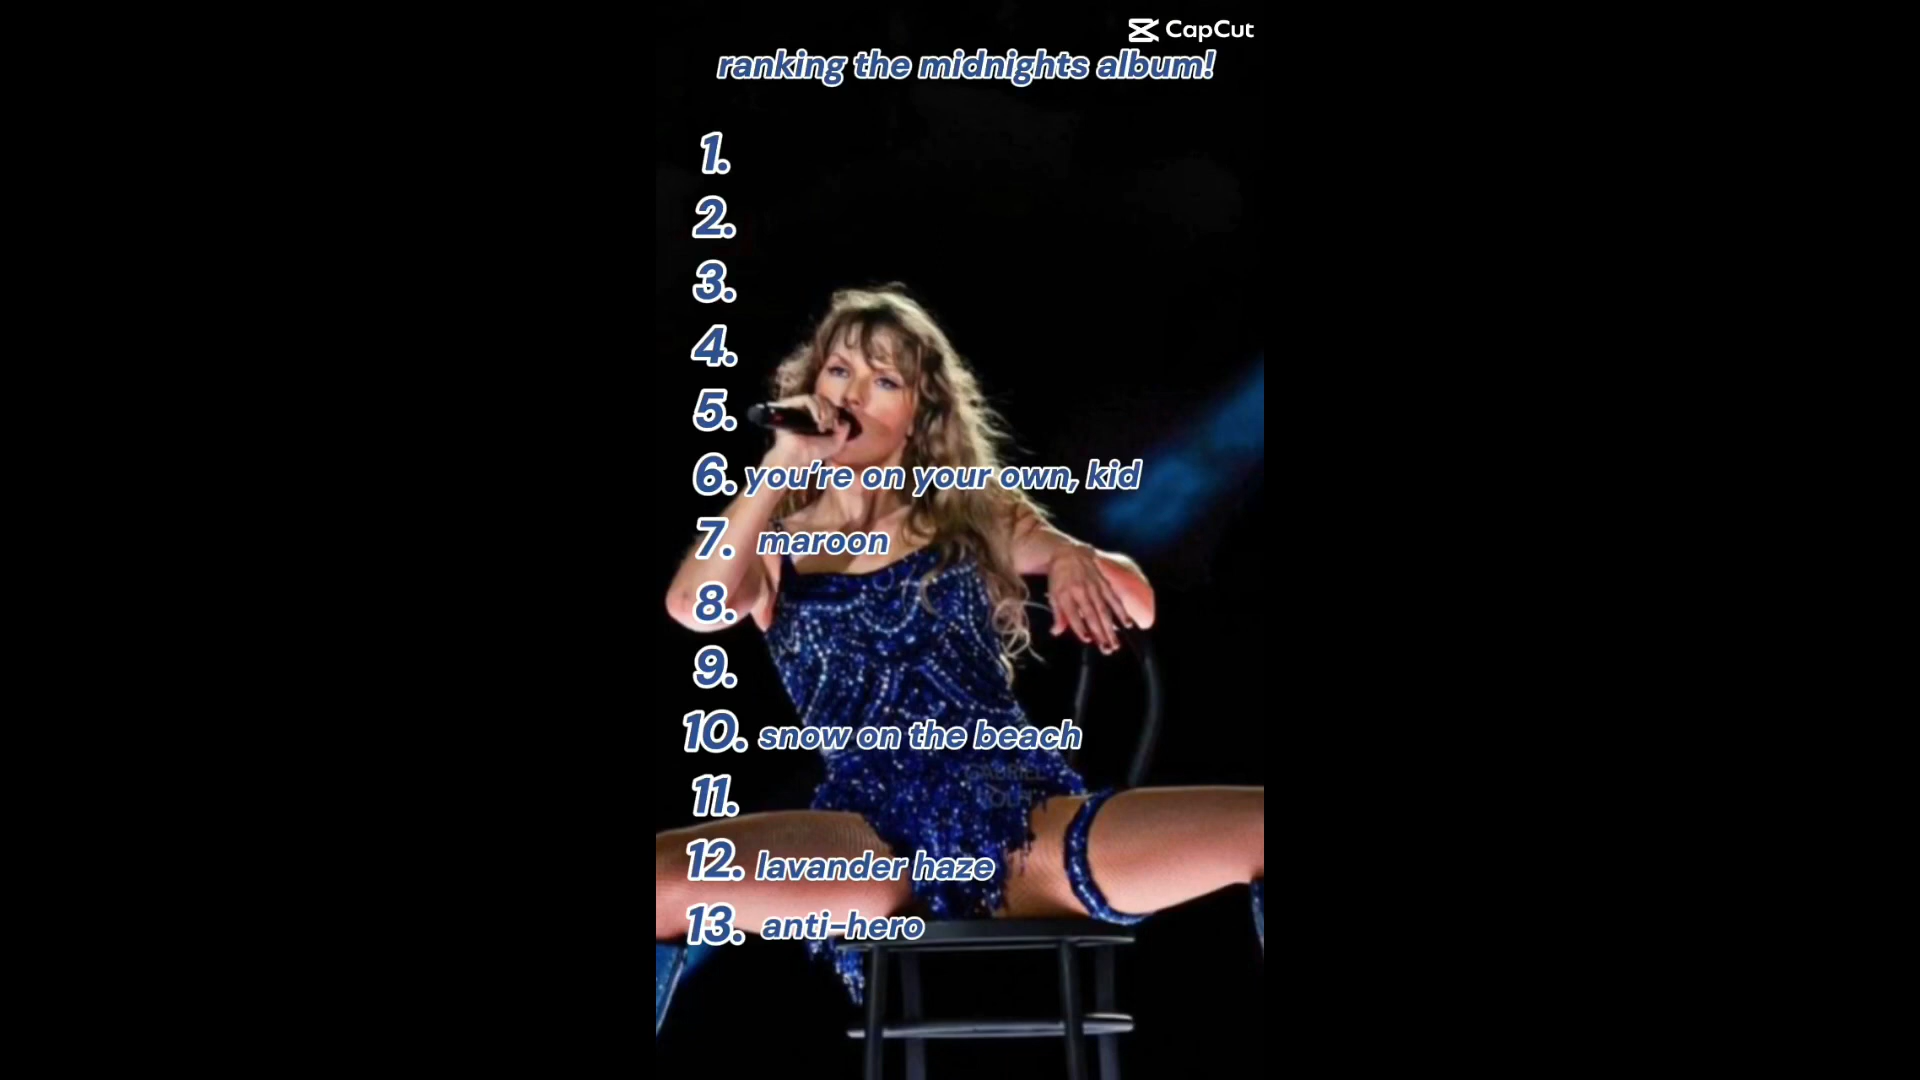 CapCut
ranking the midnights album!
1.
2.
3.
4.
5.
6. you're on your own, kid
7. maroon
8.
9.
10. snow on the beach
GABRIEL
11.
12. lavander haze
13. anti-hero